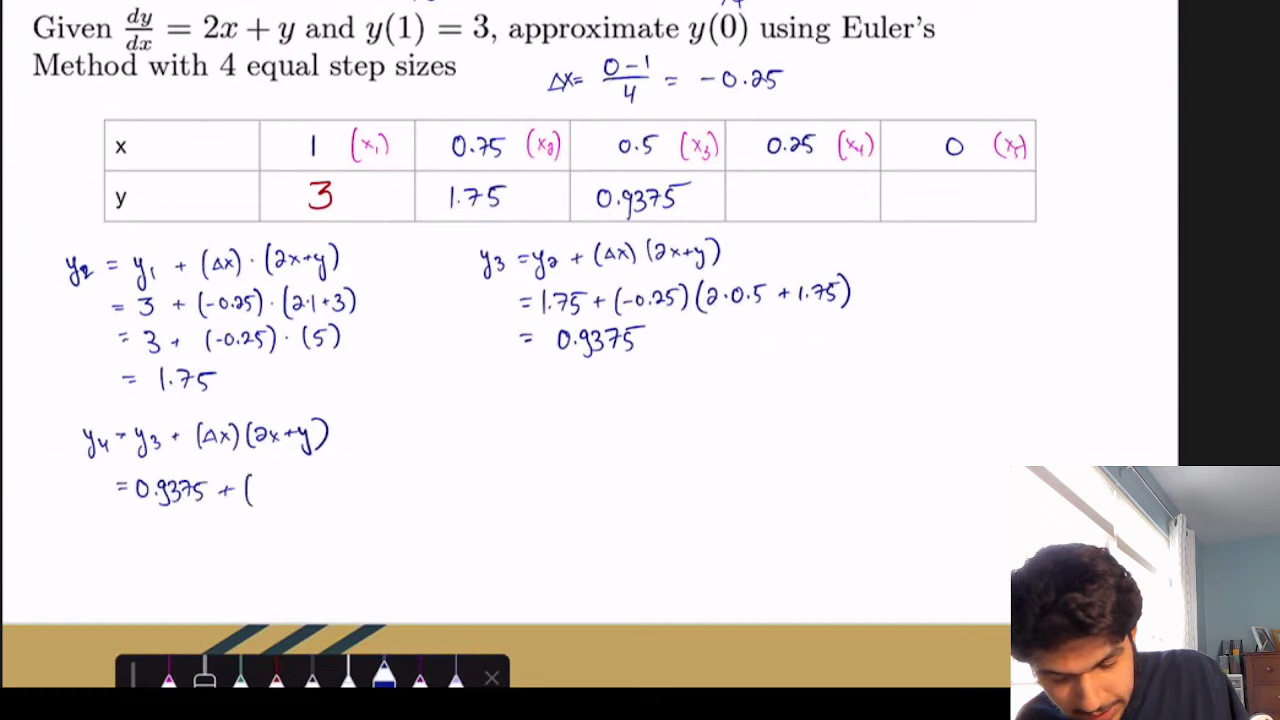 Given dy/dx = 2x + y and y(1) = 3, approximate y(0) using Euler's
Method with 4 equal step sizes
Δx = (0-1)/4 = -0.25
x 1 (x₁) 0.75 (x₂) 0.5 (x₃) 0.25 (x₄) 0 (x₅)
y 3 1.75 0.9375
y₂ = y₁ + (Δx) · (2x+y)
= 3 + (-0.25) · (2·1+3)
= 3 + (-0.25) · (5)
= 1.75
y₃ = y₂ + (Δx) (2x+y)
= 1.75 + (-0.25) (2·0.5 + 1.75)
= 0.9375
y₄ = y₃ + (Δx) (2x+y)
= 0.9375 + (